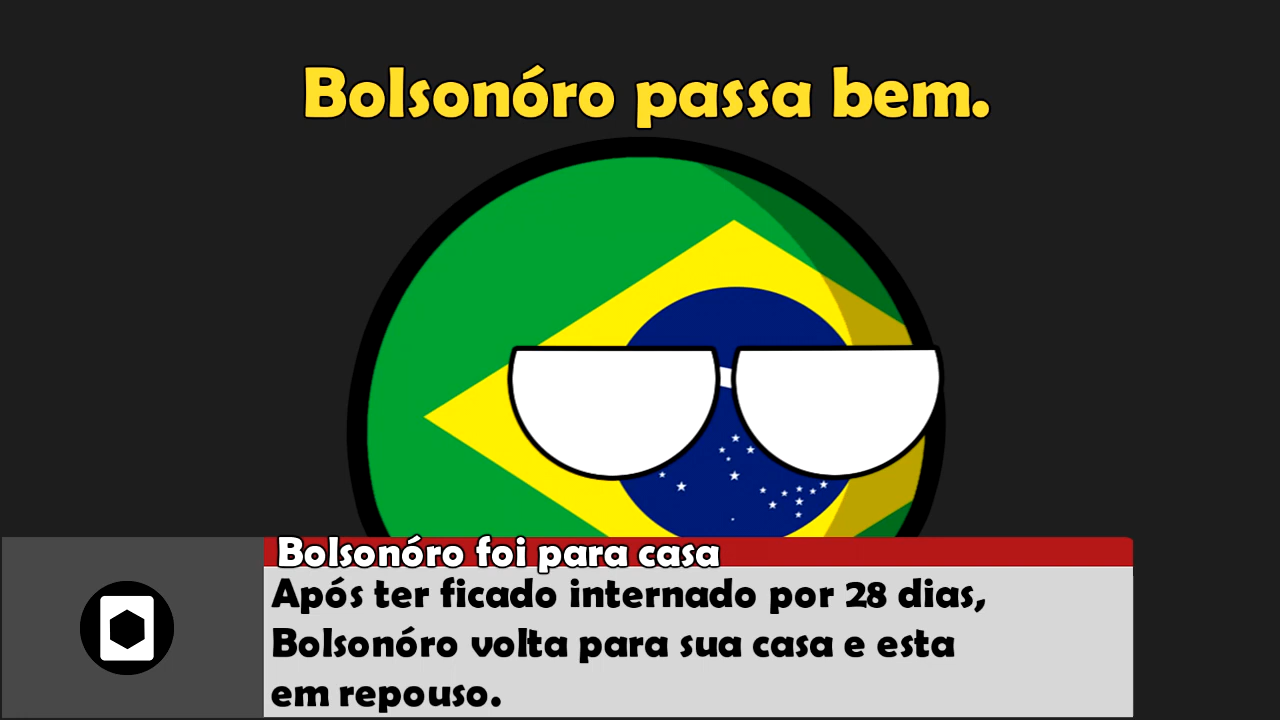 Bolsonóro passa bem.
Bolsonóro foi para casa
Após ter ficado internado por 28 dias,
Bolsonóro volta para sua casa e esta
em repouso.